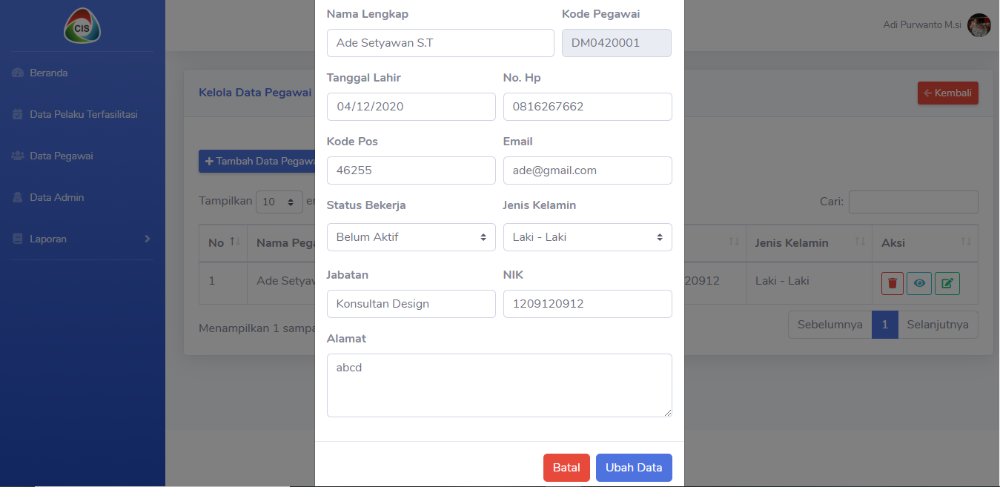 CIS
Beranda
Data Pelaku Terfasilitasi
Data Pegawai
Data Admin
Laporan
Adi Purwanto M.si
Kelola Data Pegawai
Kembali
Tambah Data Pegawa
Tampilkan 10 en
Cari:
No Nama Pega Jenis Kelamin Aksi
1 Ade Setyaw 20912 Laki - Laki
Menampilkan 1 sampa
Sebelumnya 1 Selanjutnya
Nama Lengkap Kode Pegawai
Ade Setyawan S.T DM0420001
Tanggal Lahir No. Hp
04/12/2020 0816267662
Kode Pos Email
46255 ade@gmail.com
Status Bekerja Jenis Kelamin
Belum Aktif Laki - Laki
Jabatan NIK
Konsultan Design 1209120912
Alamat
abcd
Batal Ubah Data